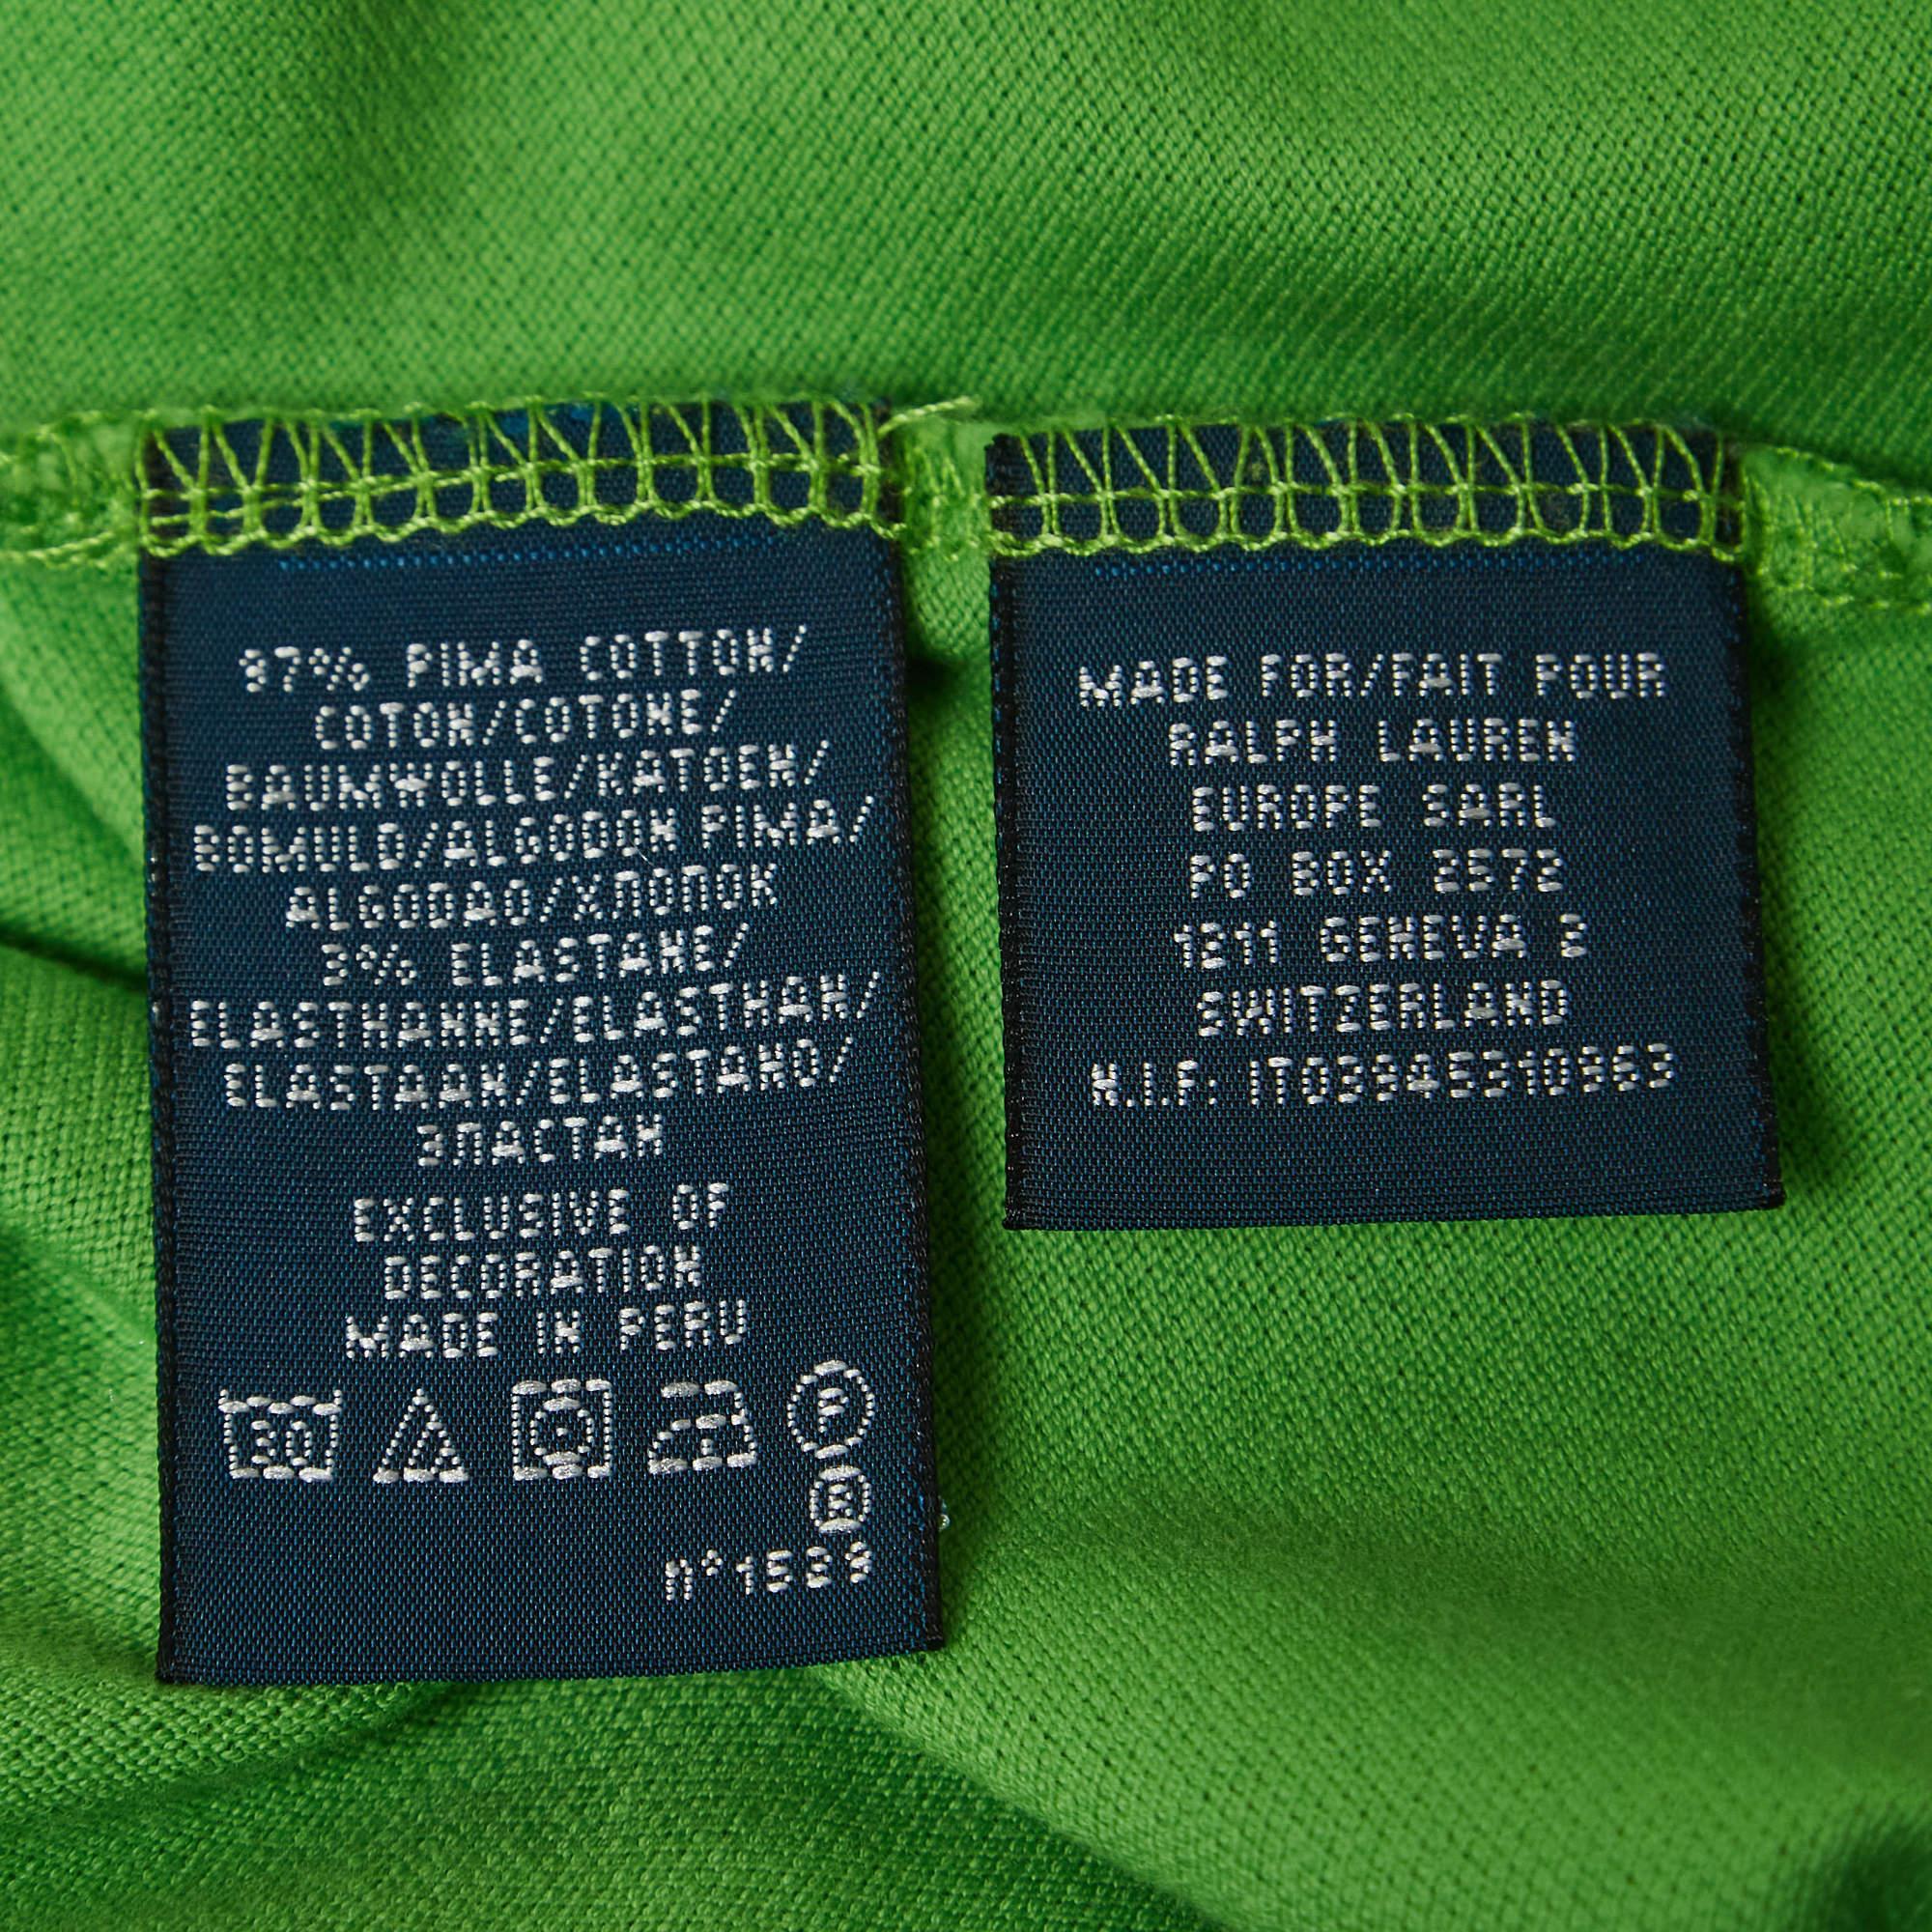 97% PIMA COTTON/
COTON/COTONE/
BAUMWOLLE/KATOEN/
BOMULD/ALGODON PIMA/
ALGODAO/ХЛОПОК
3% ELASTANE/
ELASTHANNE/ELASTHAN/
ELASTAAN/ELASTANO/
ЭЛАСТАН
EXCLUSIVE OF
DECORATION
MADE IN PERU
30
P
n°1529
MADE FOR/FAIT POUR
RALPH LAUREN
EUROPE SARL
PO BOX 2572
1211 GENEVA 2
SWITZERLAND
N.I.F: IT03945310963